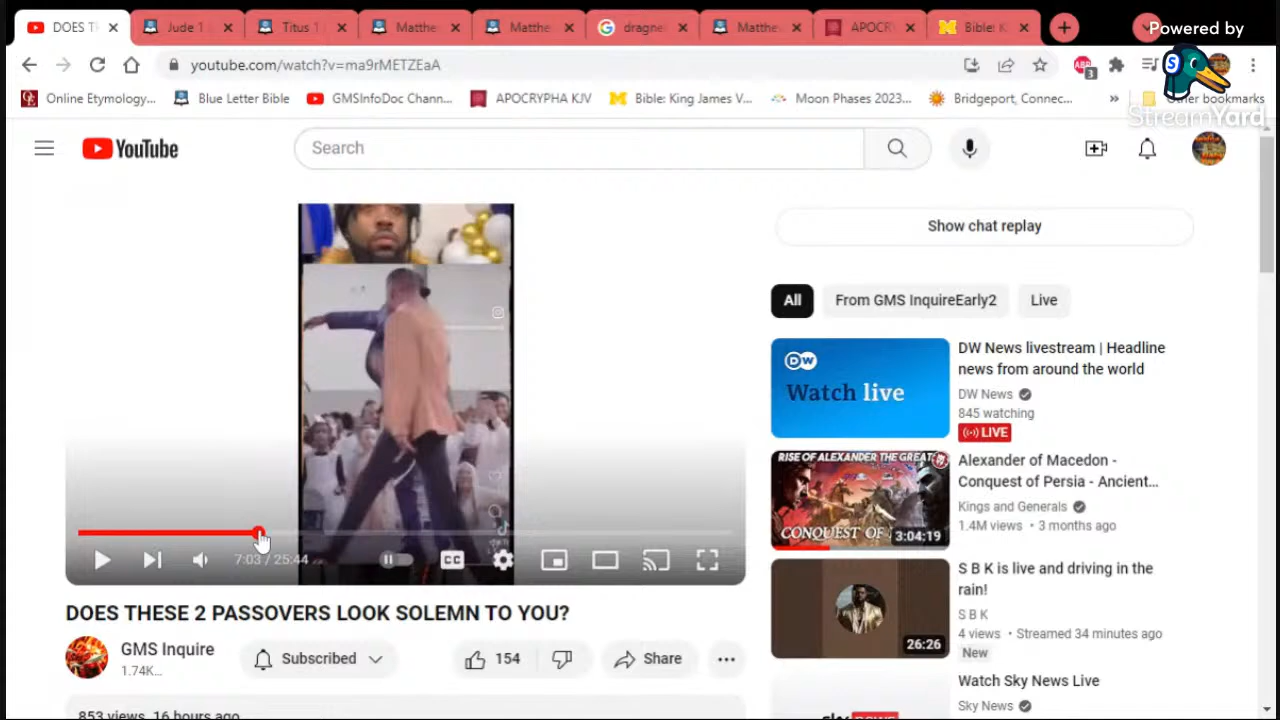 DOES T
Jude 1
Titus 1
Matthe
Matthe
dragne
Matthe
APOCR
Bible: K
Powered by
StreamYard
youtube.com/watch?v=ma9rMETZEaA
ABP
3
Online Etymology...
Blue Letter Bible
GMSInfoDoc Chann...
APOCRYPHA KJV
Bible: King James V...
Moon Phases 2023...
Bridgeport, Connec...
»
Other bookmarks
YouTube
Search
Show chat replay
All
From GMS InquireEarly2
Live
DW
Watch live
DW News livestream | Headline
news from around the world
DW News
845 watching
LIVE
RISE OF ALEXANDER THE GREAT
CONQUEST OF
3:04:19
Alexander of Macedon -
Conquest of Persia - Ancient...
Kings and Generals
1.4M views • 3 months ago
7:03 / 25:44
CC
DOES THESE 2 PASSOVERS LOOK SOLEMN TO YOU?
GMS Inquire
1.74K...
Subscribed
154
Share
26:26
S B K is live and driving in the
rain!
S B K
4 views • Streamed 34 minutes ago
New
Watch Sky News Live
Sky News
sky
853 views 16 hours ago